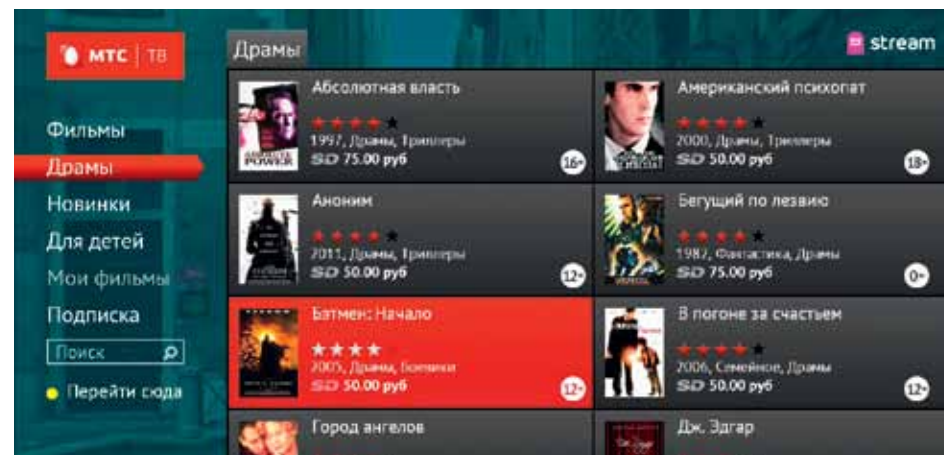 МТС ТВ
Драмы
stream
Фильмы
Драмы
Новинки
Для детей
Мои фильмы
Подписка
Поиск
Перейти сюда
Абсолютная власть
1997, Драмы, Триллеры
SD 75.00 руб
16+
ABSOLUTE
POWER
Американский психопат
2000, Драмы, Триллеры
SD 50.00 руб
18+
Аноним
2011, Драмы, Триллеры
SD 50.00 руб
12+
Бегущий по лезвию
1982, Фантастика, Драмы
SD 75.00 руб
0+
Бэтмен: Начало
2005, Драмы, Боевики
SD 50.00 руб
12+
В погоне за счастьем
2006, Семейное, Драмы
SD 50.00 руб
12+
Город ангелов
Дж. Эдгар